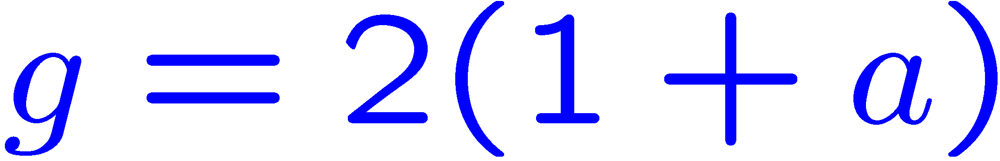 g = 2(1 + a)